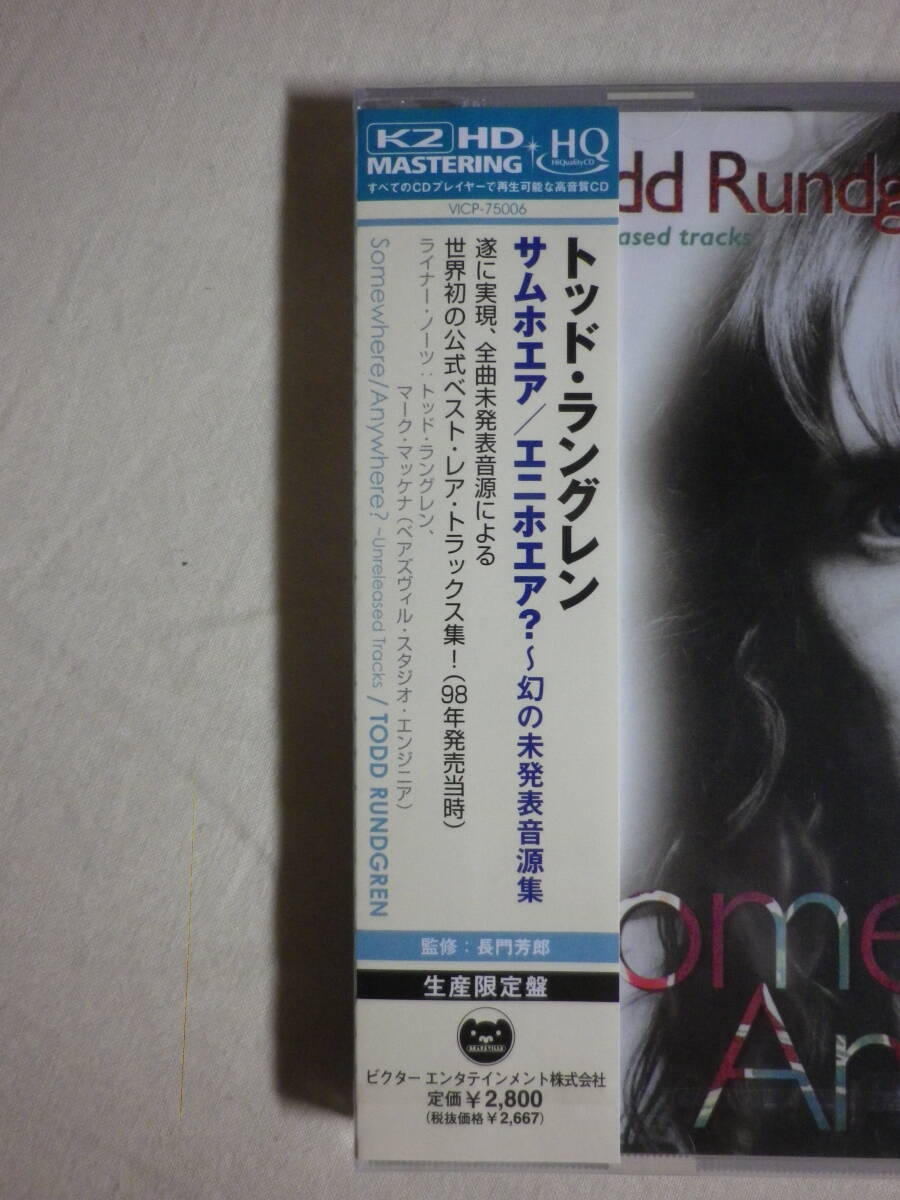 K2 HD
MASTERING
HQ
HiQualityCD
すべてのCDプレイヤーで再生可能な高音質CD
VICP-75006
トッド・ラングレン
サムホエア／エニホエア?〜幻の未発表音源集
遂に実現、全曲未発表音源による
世界初の公式ベスト・レア・トラックス集！(98年発売当時)
ライナー・ノーツ：トッド・ラングレン、
マーク・マッケナ(ベアズヴィル・スタジオ・エンジニア)
Somewhere/Anywhere? ~Unreleased Tracks / TODD RUNDGREN
監修：長門芳郎
生産限定盤
BEARSVILLE
ビクター エンタテインメント株式会社
定価￥2,800
(税抜価格￥2,667)
dd Rundg
ased tracks
ome
An